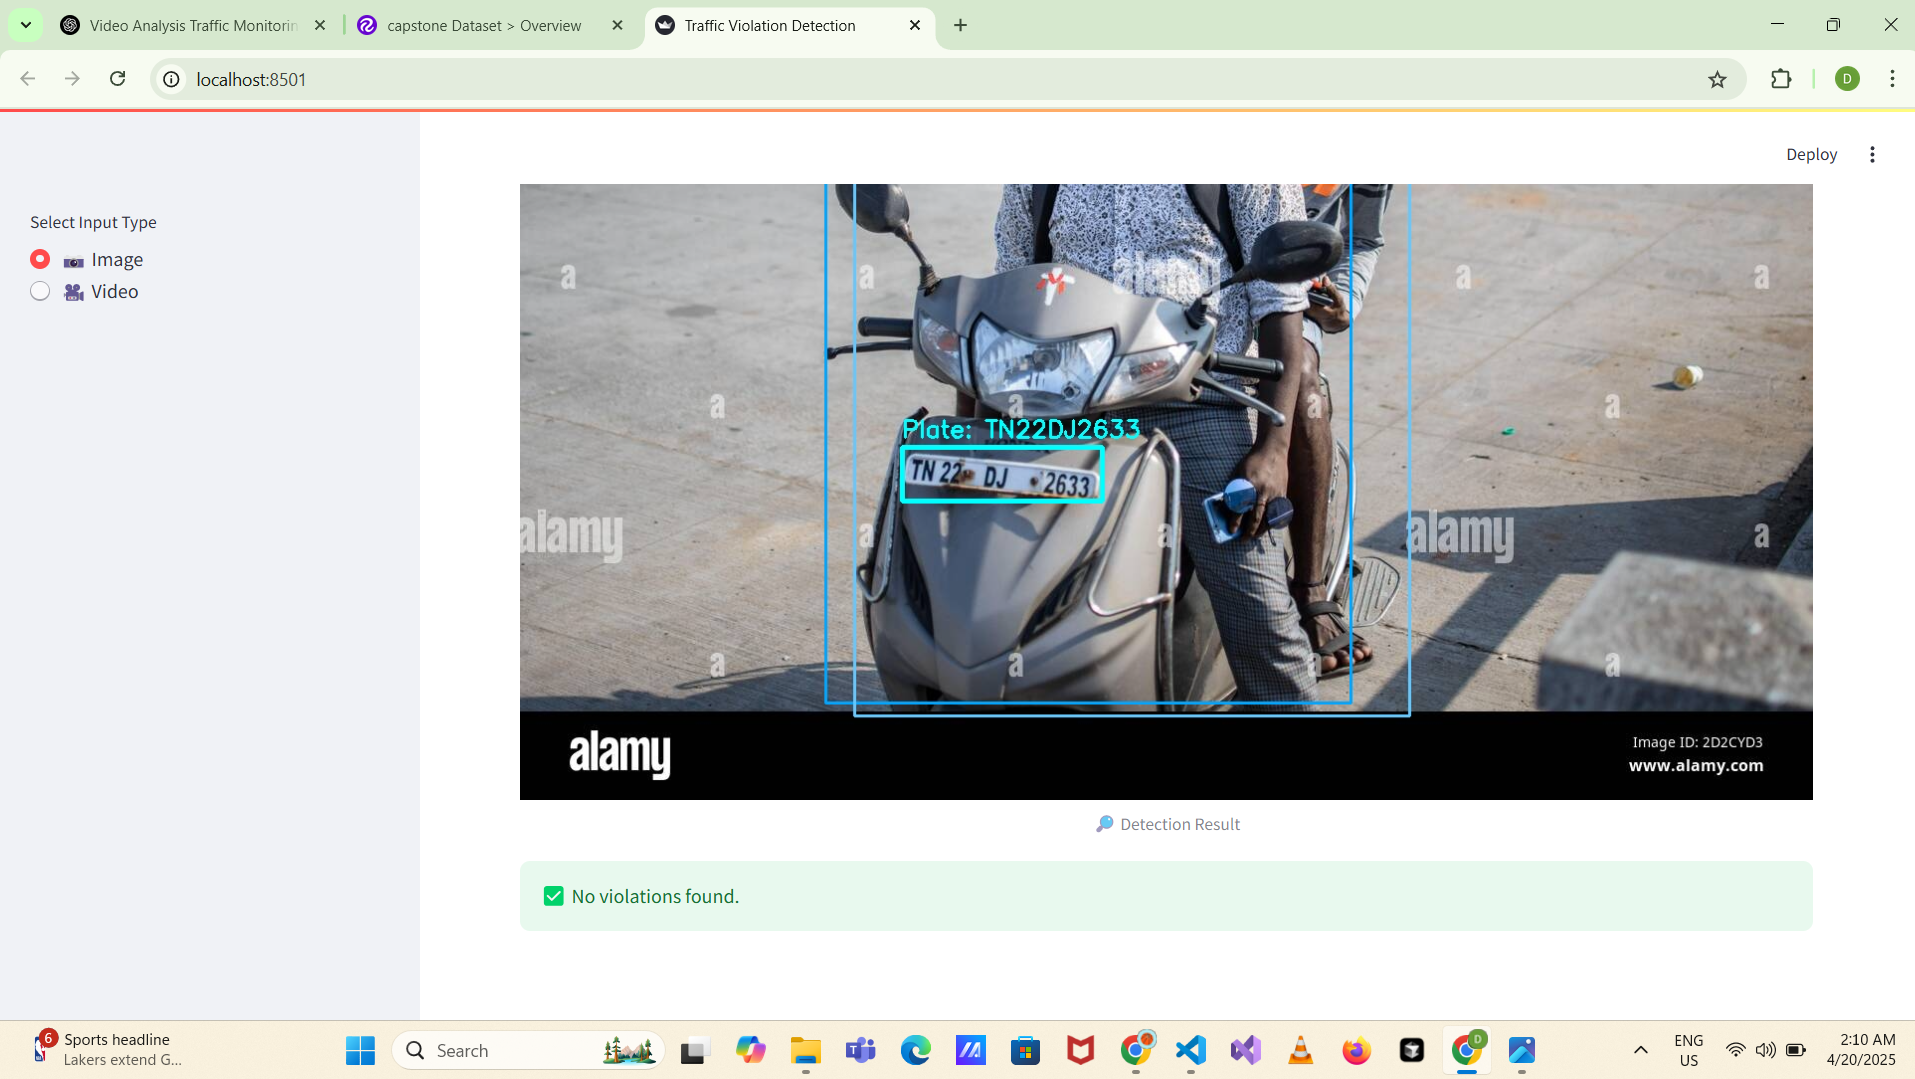 Video Analysis Traffic Monitorin
capstone Dataset > Overview
Traffic Violation Detection
localhost:8501
D
Deploy
Select Input Type
Image
Video
a a a a
alamy
a a a a
Plate: TN22DJ2633
TN 22 DJ 2633
alamy a a alamy a
a a a a
alamy
Image ID: 2D2CYD3
www.alamy.com
Detection Result
No violations found.
6
Sports headline
Lakers extend G...
Search
D
ENG
US
2:10 AM
4/20/2025